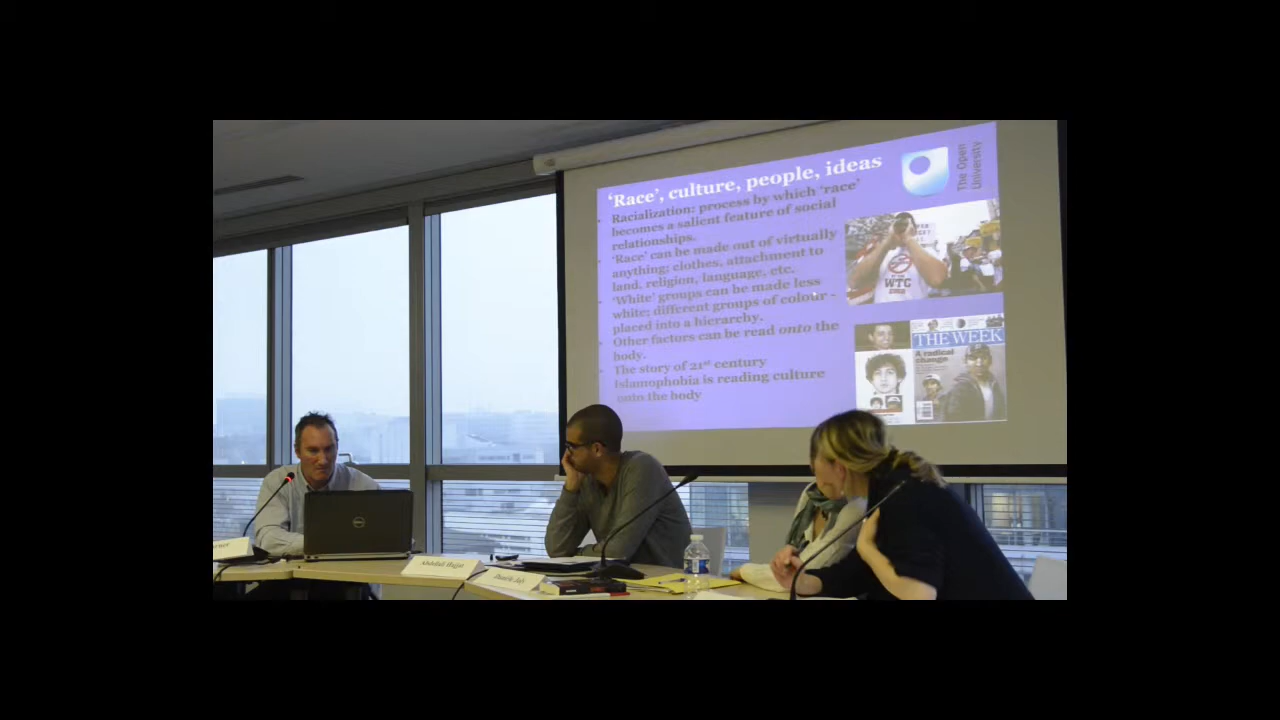 'Race', culture, people, ideas
The Open
University
Racialization: process by which 'race'
becomes a salient feature of social
relationships.
'Race' can be made out of virtually
anything; clothes, attachment to
land, religion, language, etc.
'White' groups can be made less
white; different groups of colour -
placed into a hierarchy.
Other factors can be read onto the
body.
The story of 21st century
Islamophobia is reading culture
onto the body
WTC
THE WEEK
A radical
change
DELL